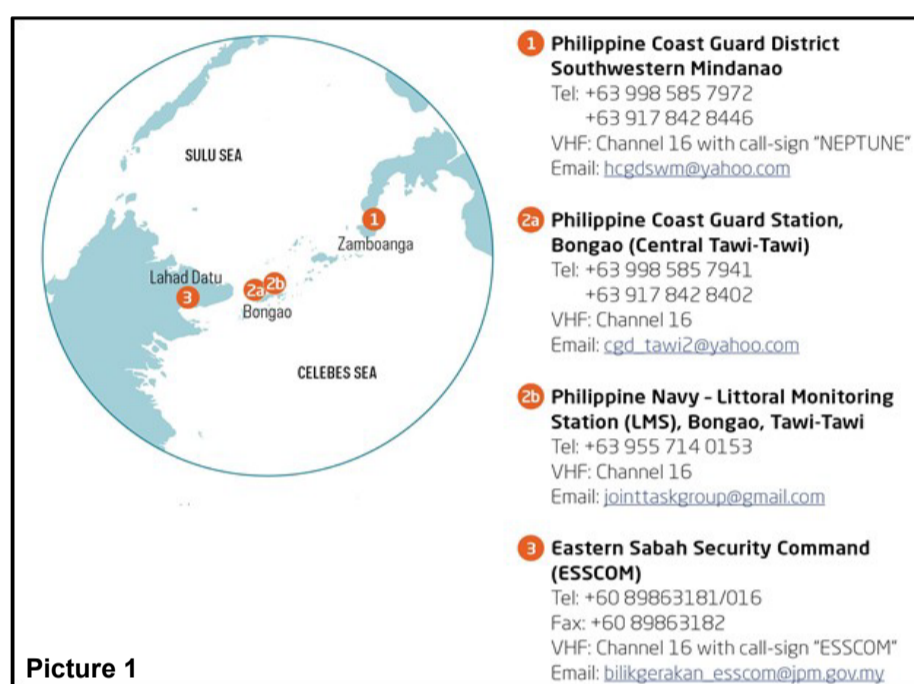 SULU SEA
1
Zamboanga
Lahad Datu
3
2a
2b
Bongao
CELEBES SEA
Picture 1
1 Philippine Coast Guard District
Southwestern Mindanao
Tel: +63 998 585 7972
+63 917 842 8446
VHF: Channel 16 with call-sign "NEPTUNE"
Email: hcgdswm@yahoo.com
2a Philippine Coast Guard Station,
Bongao (Central Tawi-Tawi)
Tel: +63 998 585 7941
+63 917 842 8402
VHF: Channel 16
Email: cgd_tawi2@yahoo.com
2b Philippine Navy - Littoral Monitoring
Station (LMS), Bongao, Tawi-Tawi
Tel: +63 955 714 0153
VHF: Channel 16
Email: jointtaskgroup@gmail.com
3 Eastern Sabah Security Command
(ESSCOM)
Tel: +60 89863181/016
Fax: +60 89863182
VHF: Channel 16 with call-sign "ESSCOM"
Email: bilikgerakan_esscom@jpm.gov.my